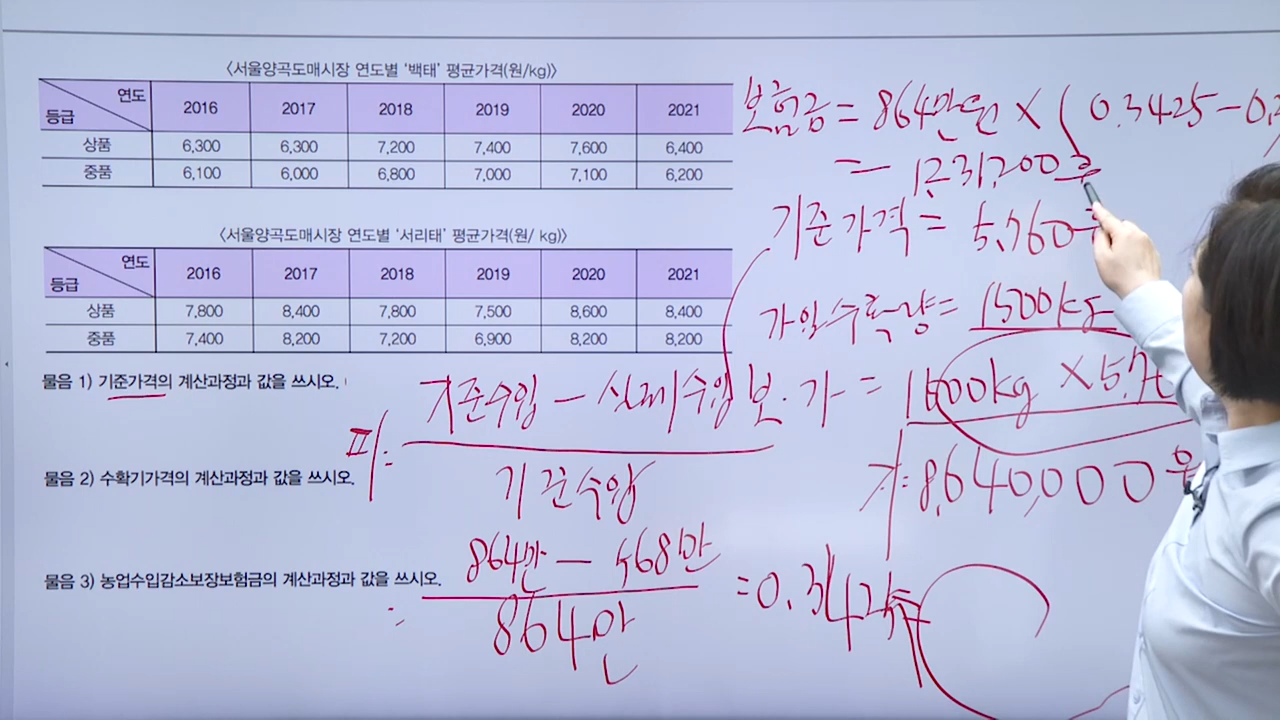 〈서울양곡도매시장 연도별 '백태' 평균가격(원/kg)〉
등급 연도 2016 2017 2018 2019 2020 2021
상품 6,300 6,300 7,200 7,400 7,600 6,400
중품 6,100 6,000 6,800 7,000 7,100 6,200
〈서울양곡도매시장 연도별 '서리태' 평균가격(원/ kg)〉
등급 연도 2016 2017 2018 2019 2020 2021
상품 7,800 8,400 7,800 7,500 8,600 8,400
중품 7,400 8,200 7,200 6,900 8,200 8,200
물음 1) 기준가격의 계산과정과 값을 쓰시오.
물음 2) 수확기가격의 계산과정과 값을 쓰시오.
물음 3) 농업수입감소보장보험금의 계산과정과 값을 쓰시오.
보험금 = 864만원 × ( 0.3425 - 0.
= 1,231,200원
기준가격 = 5,760
가입수확량 = 1500kg
보.가 = 1500kg × 5.76
기: 8,640,000원
피: 기준수입 - 실제수입
기준수입
864만 - 568만
864만
= 0.3425